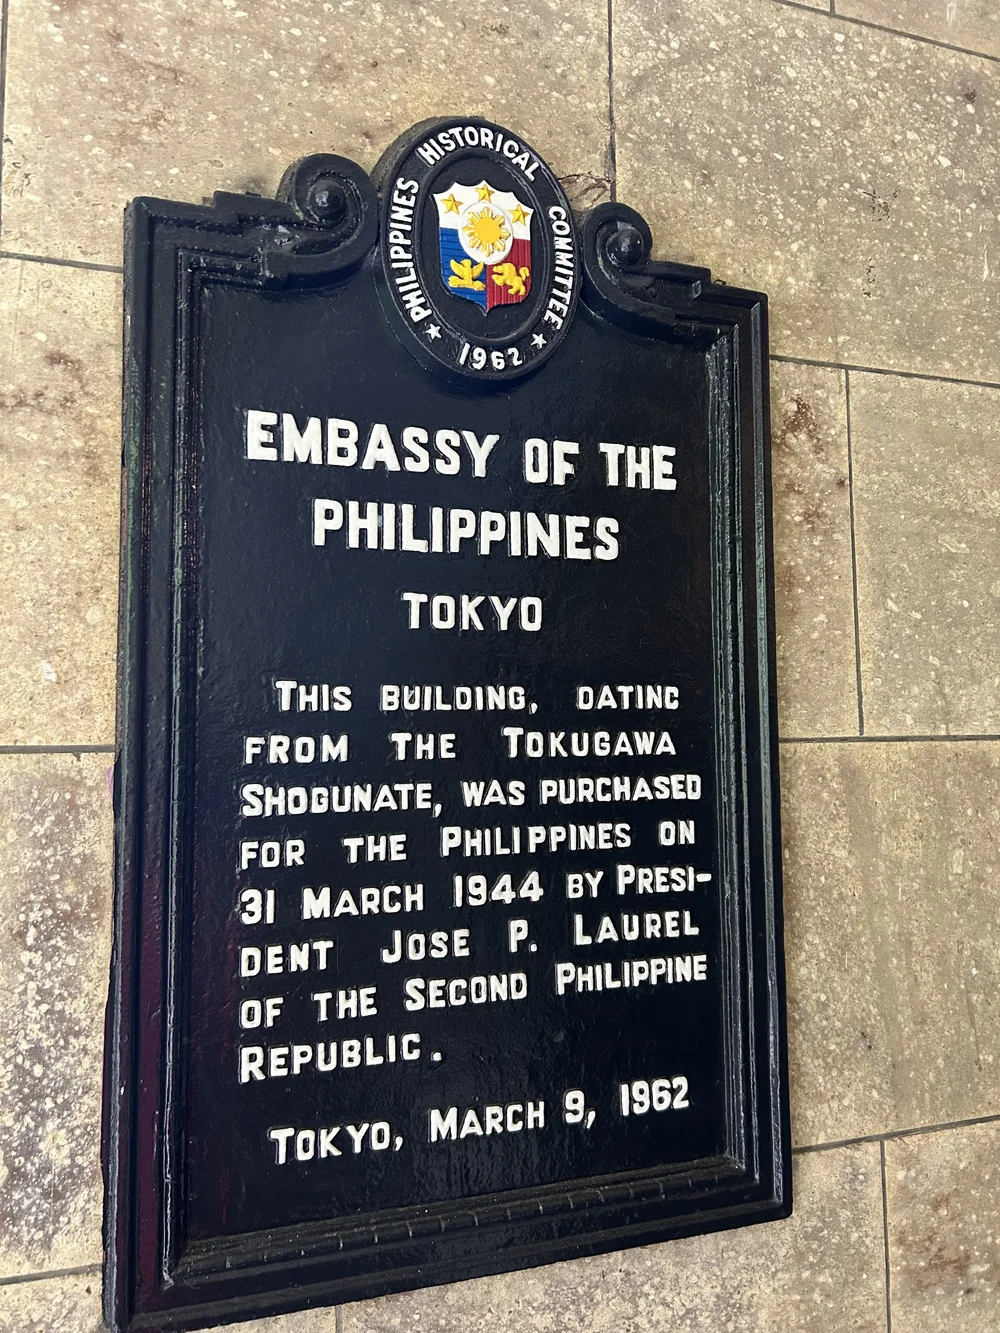 PHILIPPINES HISTORICAL COMMITTEE
★ 1962 ★
EMBASSY OF THE
PHILIPPINES
TOKYO
THIS BUILDING, DATING
FROM THE TOKUGAWA
SHOGUNATE, WAS PURCHASED
FOR THE PHILIPPINES ON
31 MARCH 1944 BY PRESI-
DENT JOSE P. LAUREL
OF THE SECOND PHILIPPINE
REPUBLIC.
TOKYO, MARCH 9, 1962